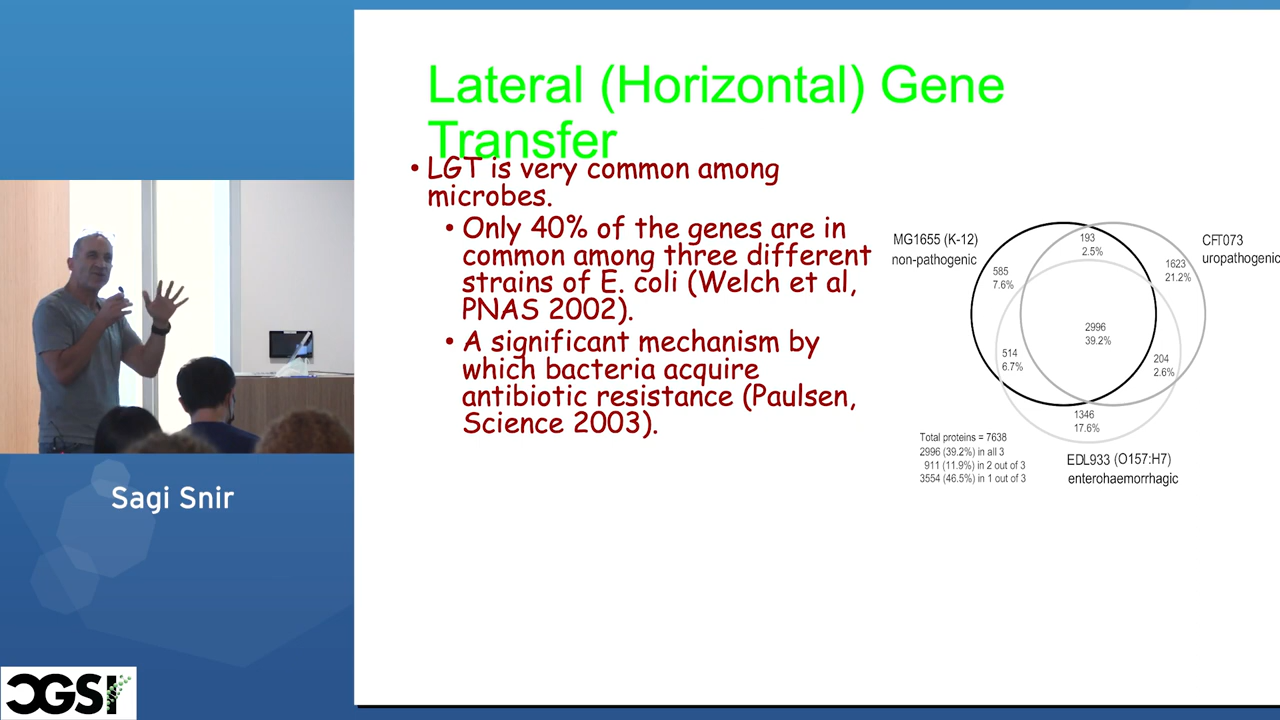 Lateral (Horizontal) Gene
Transfer
• LGT is very common among
microbes.
• Only 40% of the genes are in
common among three different
strains of E. coli (Welch et al,
PNAS 2002).
• A significant mechanism by
which bacteria acquire
antibiotic resistance (Paulsen,
Science 2003).
MG1655 (K-12)
non-pathogenic
CFT073
uropathogenic
193
2.5%
585
7.6%
1623
21.2%
2996
39.2%
514
6.7%
204
2.6%
1346
17.6%
Total proteins = 7638
2996 (39.2%) in all 3
911 (11.9%) in 2 out of 3
3554 (46.5%) in 1 out of 3
EDL933 (O157:H7)
enterohaemorrhagic
Sagi Snir
CGSI